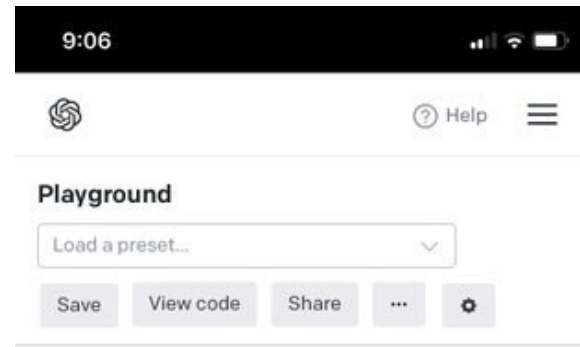 9:06
Help
Playground
Load a preset...
Save View code Share ...